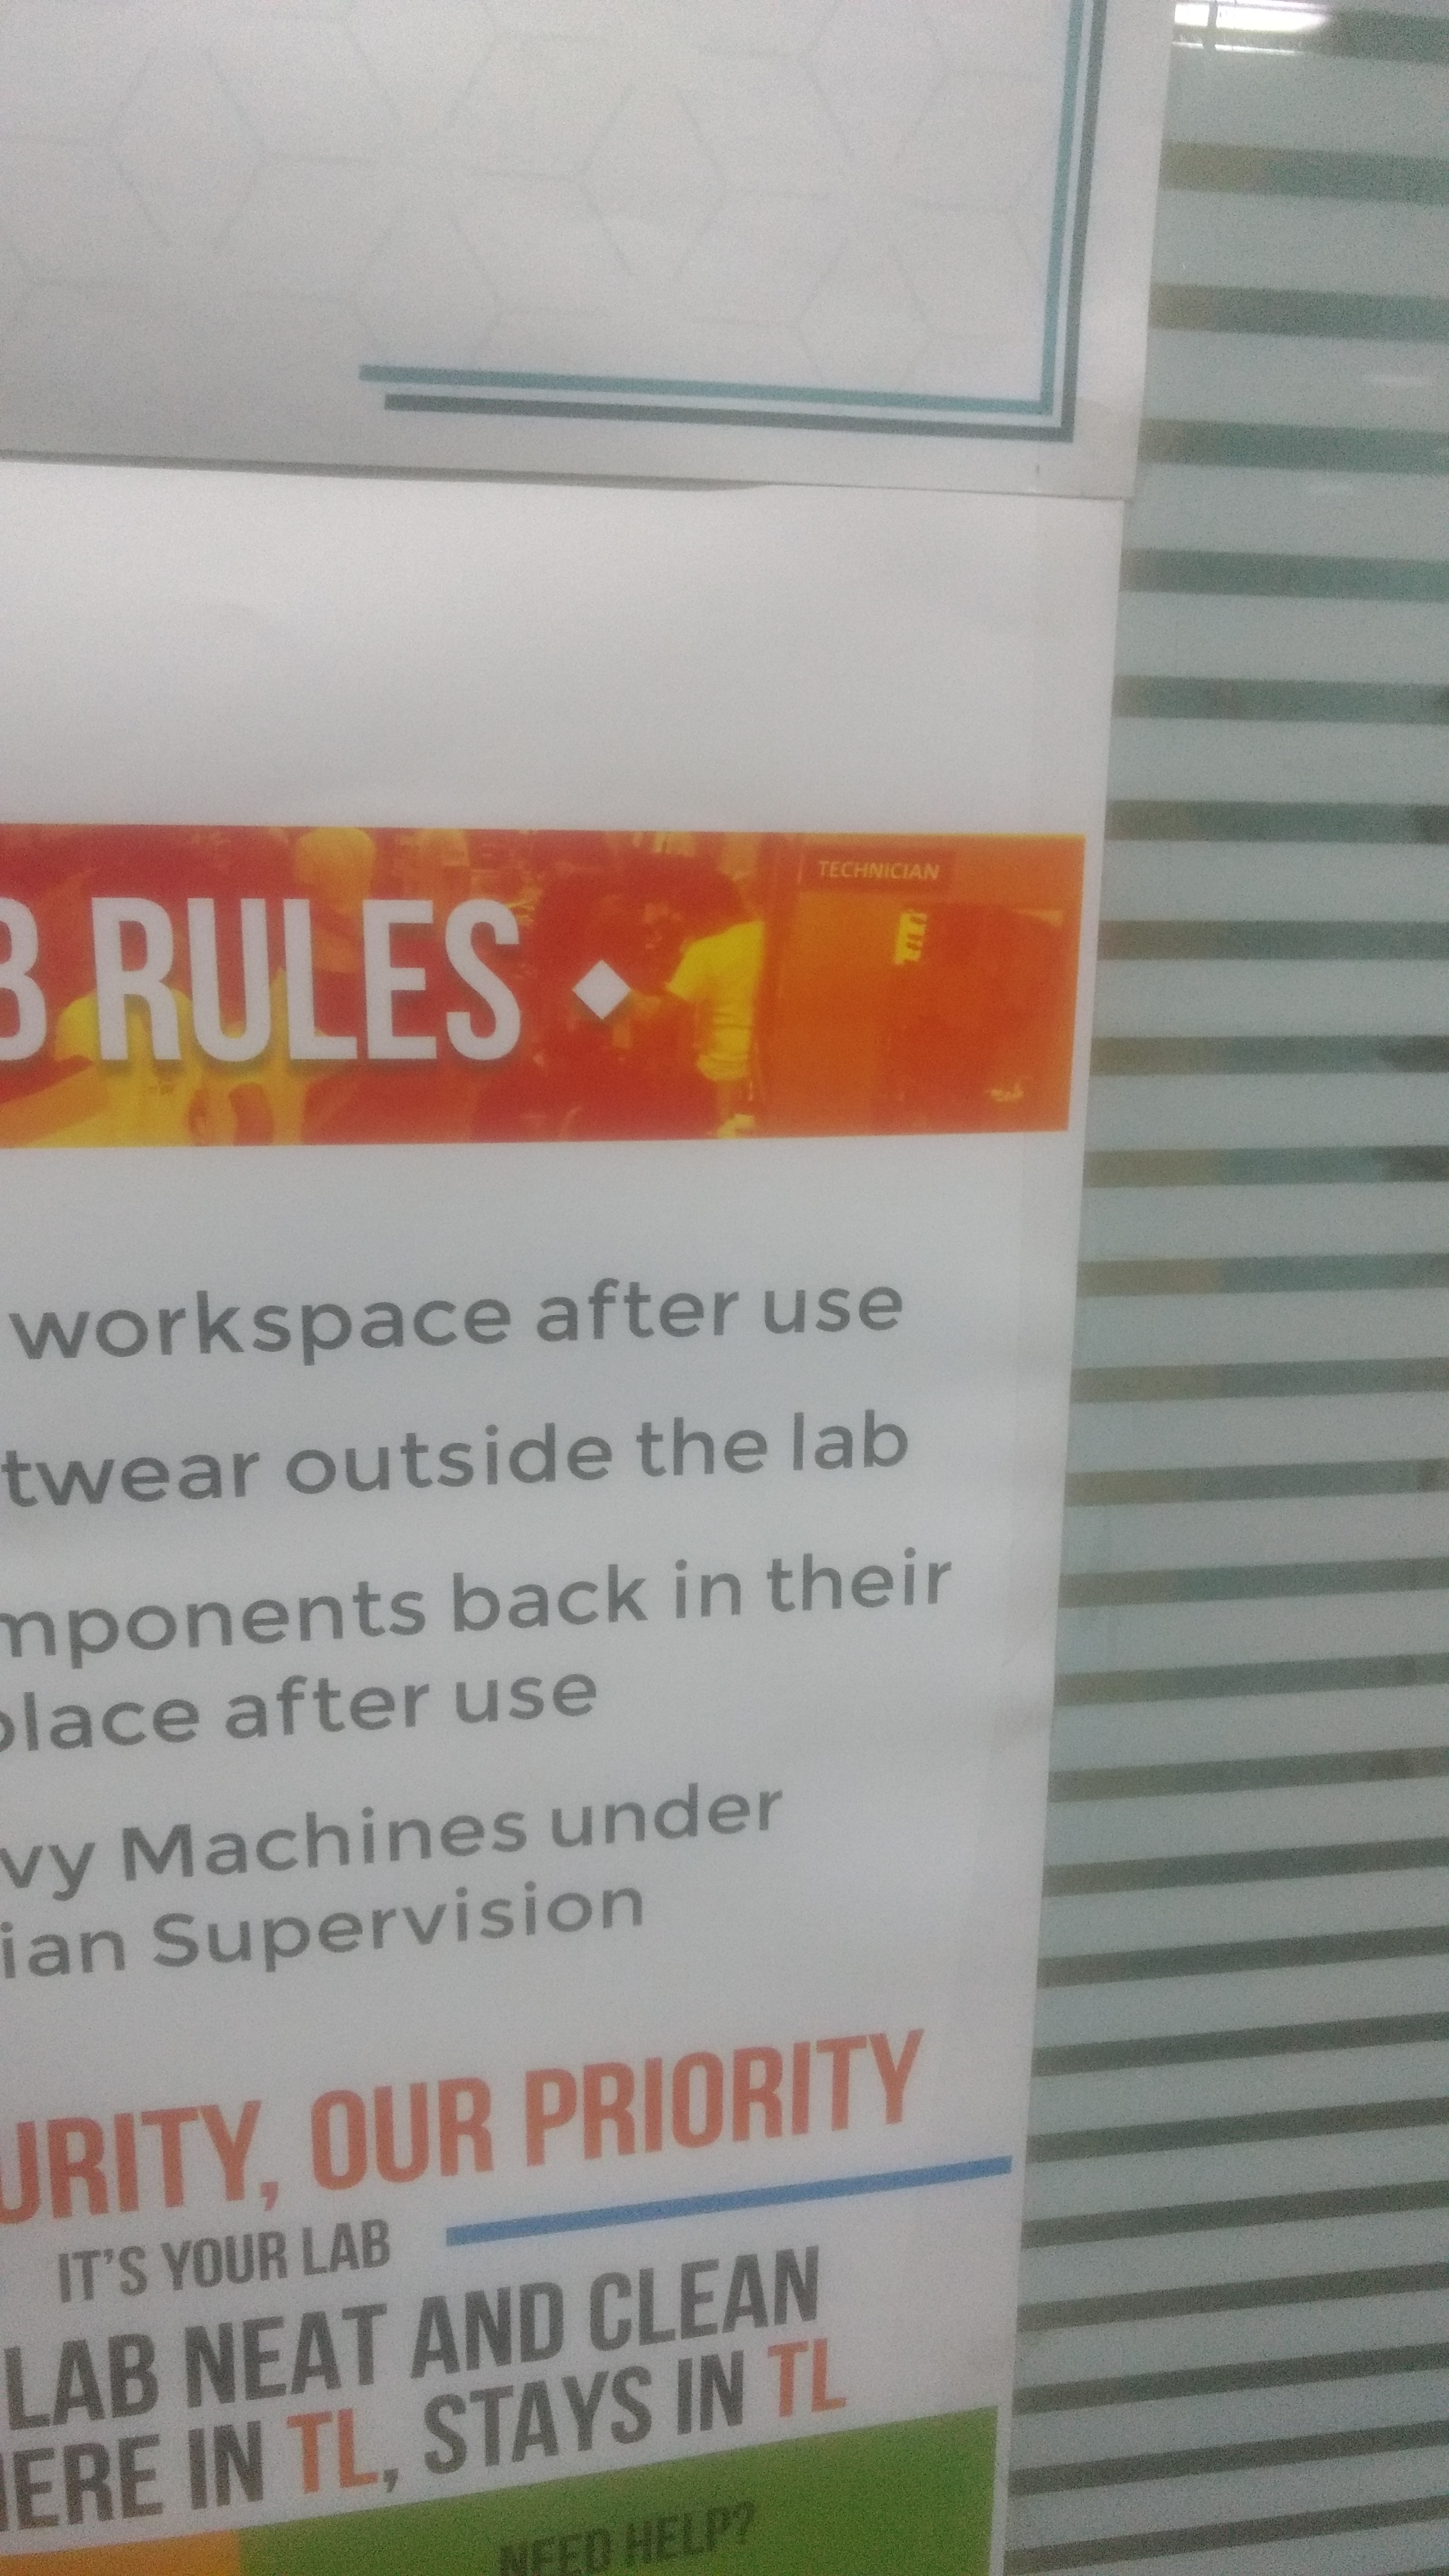 TECHNICIAN
B RULES
workspace after use
twear outside the lab
mponents back in their
place after use
vy Machines under
ian Supervision
URITY, OUR PRIORITY
IT'S YOUR LAB
LAB NEAT AND CLEAN
HERE IN TL, STAYS IN TL
NEED HELP?